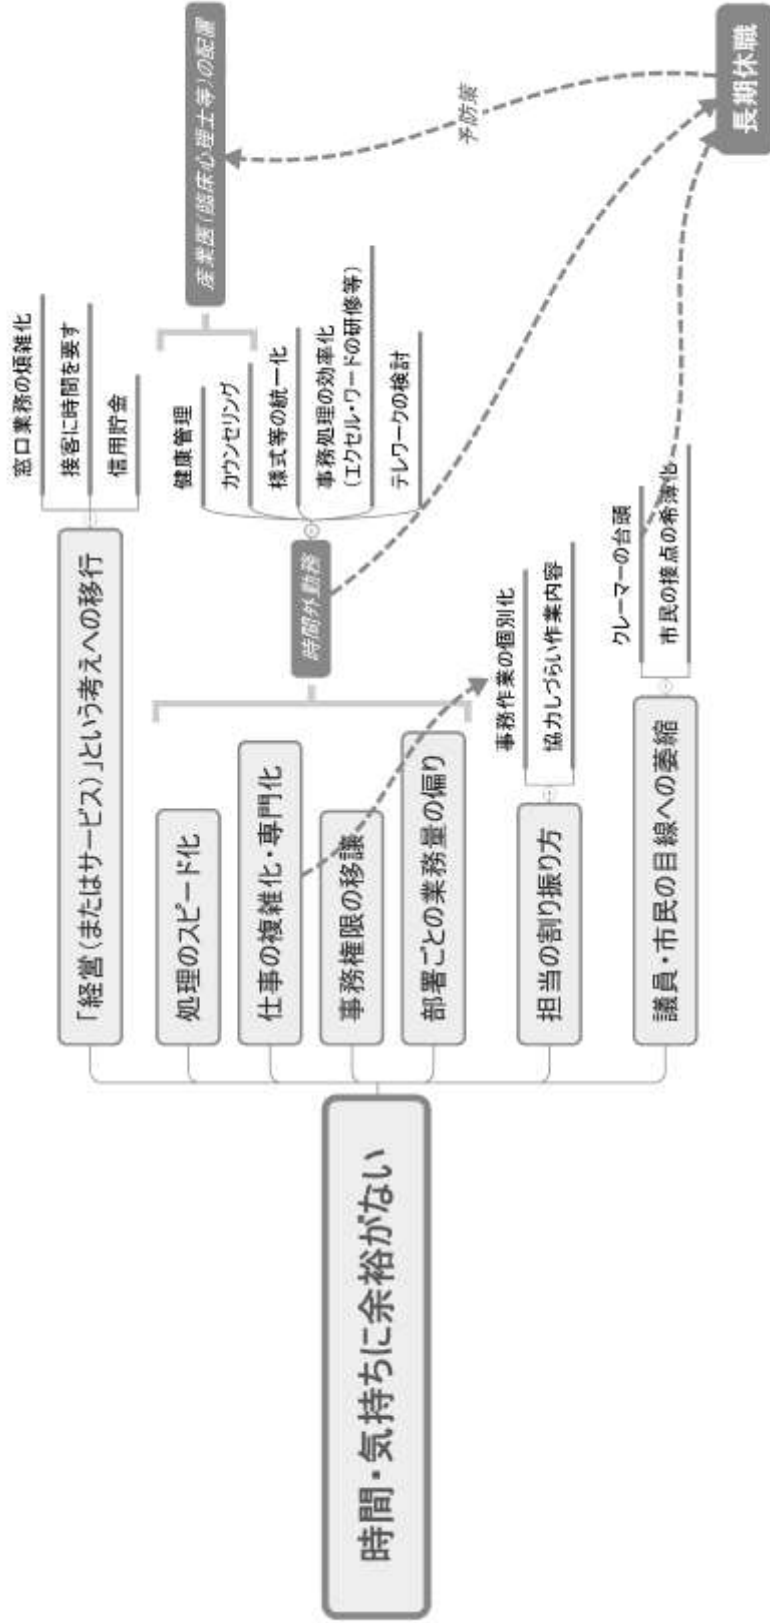 時間・気持ちに余裕がない
「経営(またはサービス)」という考えへの移行
窓口業務の煩雑化
接客に時間を要す
信用貯金
処理のスピード化
仕事の複雑化・専門化
事務権限の移譲
部署ごとの業務量の偏り
時間外勤務
健康管理
カウンセリング
様式等の統一化
事務処理の効率化
(エクセル・ワードの研修等)
テレワークの検討
産業医(臨床心理士等)の配置
担当の割り振り方
事務作業の個別化
協力しづらい作業内容
議員・市民の目線への萎縮
クレーマーの台頭
市民の接点の希薄化
予防策
長期休職